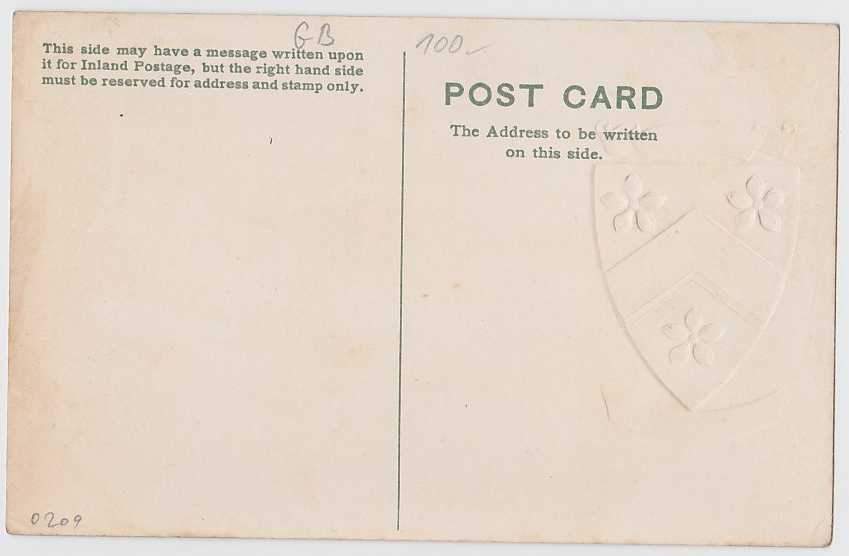 GB
This side may have a message written upon
it for Inland Postage, but the right hand side
must be reserved for address and stamp only.
0209
100-
POST CARD
The Address to be written
on this side.